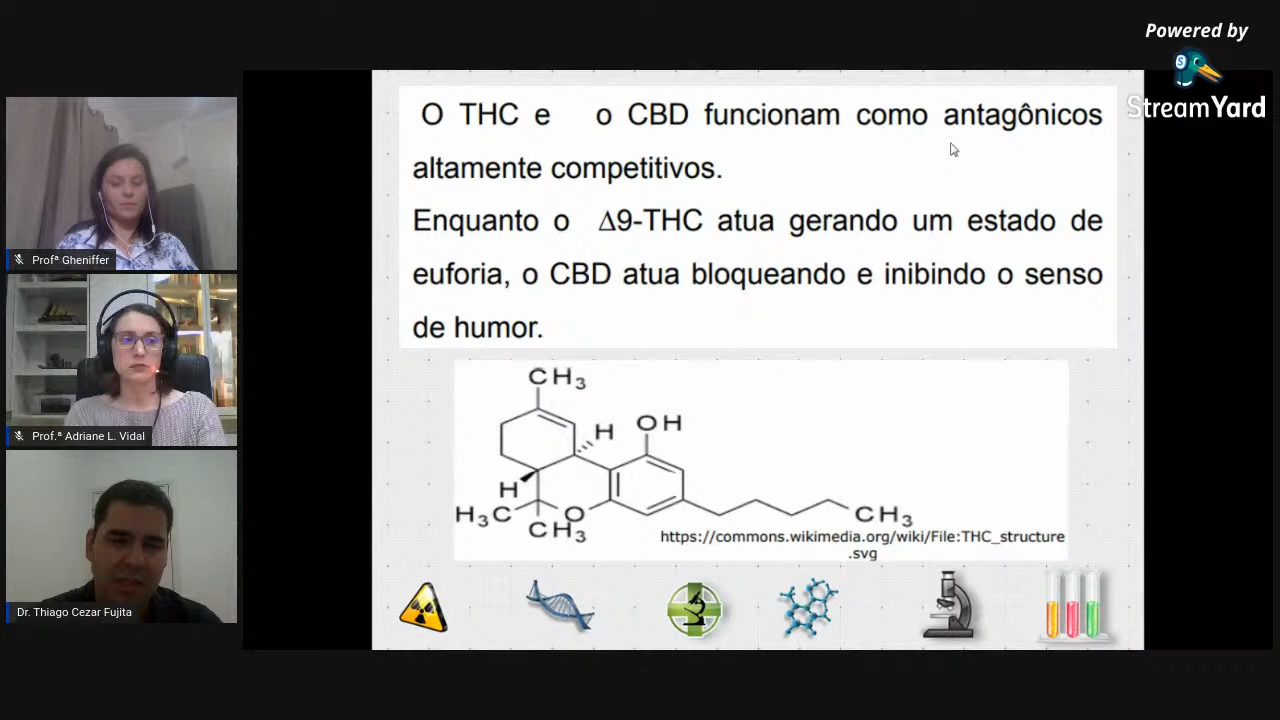 Powered by
StreamYard
O THC e o CBD funcionam como antagônicos
altamente competitivos.
Enquanto o ∆9-THC atua gerando um estado de
euforia, o CBD atua bloqueando e inibindo o senso
de humor.
CH₃
H
OH
H
H₃C
O
CH₃
CH₃
https://commons.wikimedia.org/wiki/File:THC_structure
.svg
Profª Gheniffer
Prof.ª Adriane L. Vidal
Dr. Thiago Cezar Fujita